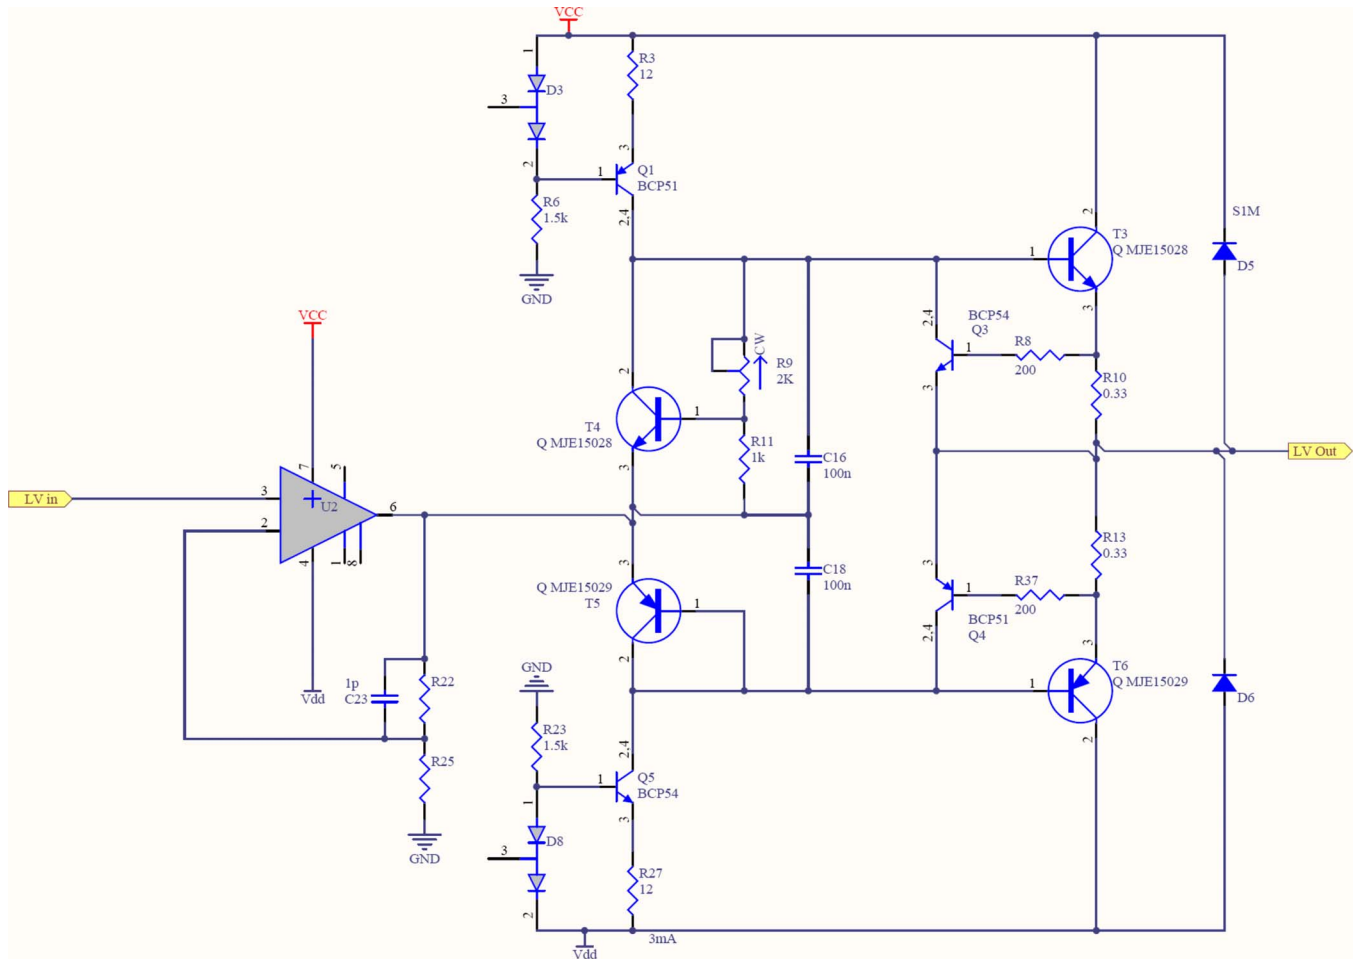 VCC
1
R3
12
D3
3
3
2
1
Q1
BCP51
R6
1.5k
2,4
GND
2
T3
Q MJE15028
1
3
S1M
D5
VCC
2,4
BCP54
Q3
1
R8
200
3
CW
R9
2K
R10
0.33
2
T4
Q MJE15028
1
3
R11
1k
C16
100n
LV Out
LV in
3
7
5
U2
6
2
4
1
8
3
Q MJE15029
T5
1
2
C18
100n
3
R13
0.33
1
R37
200
BCP51
Q4
2,4
3
T6
Q MJE15029
1
2
D6
GND
1p
C23
R22
Vdd
R23
1.5k
2,4
R25
1
Q5
BCP54
1
3
D8
3
GND
R27
12
2
3mA
Vdd